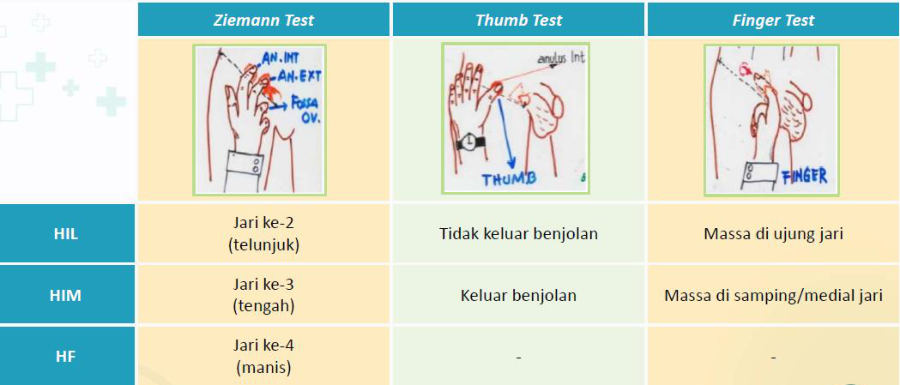 Ziemann Test
Thumb Test
Finger Test
AN.INT
AN.EXT
FOSSA
OV.
anulus Int
THUMB
FINGER
HIL
Jari ke-2
(telunjuk)
Tidak keluar benjolan
Massa di ujung jari
HIM
Jari ke-3
(tengah)
Keluar benjolan
Massa di samping/medial jari
HF
Jari ke-4
(manis)
-
-